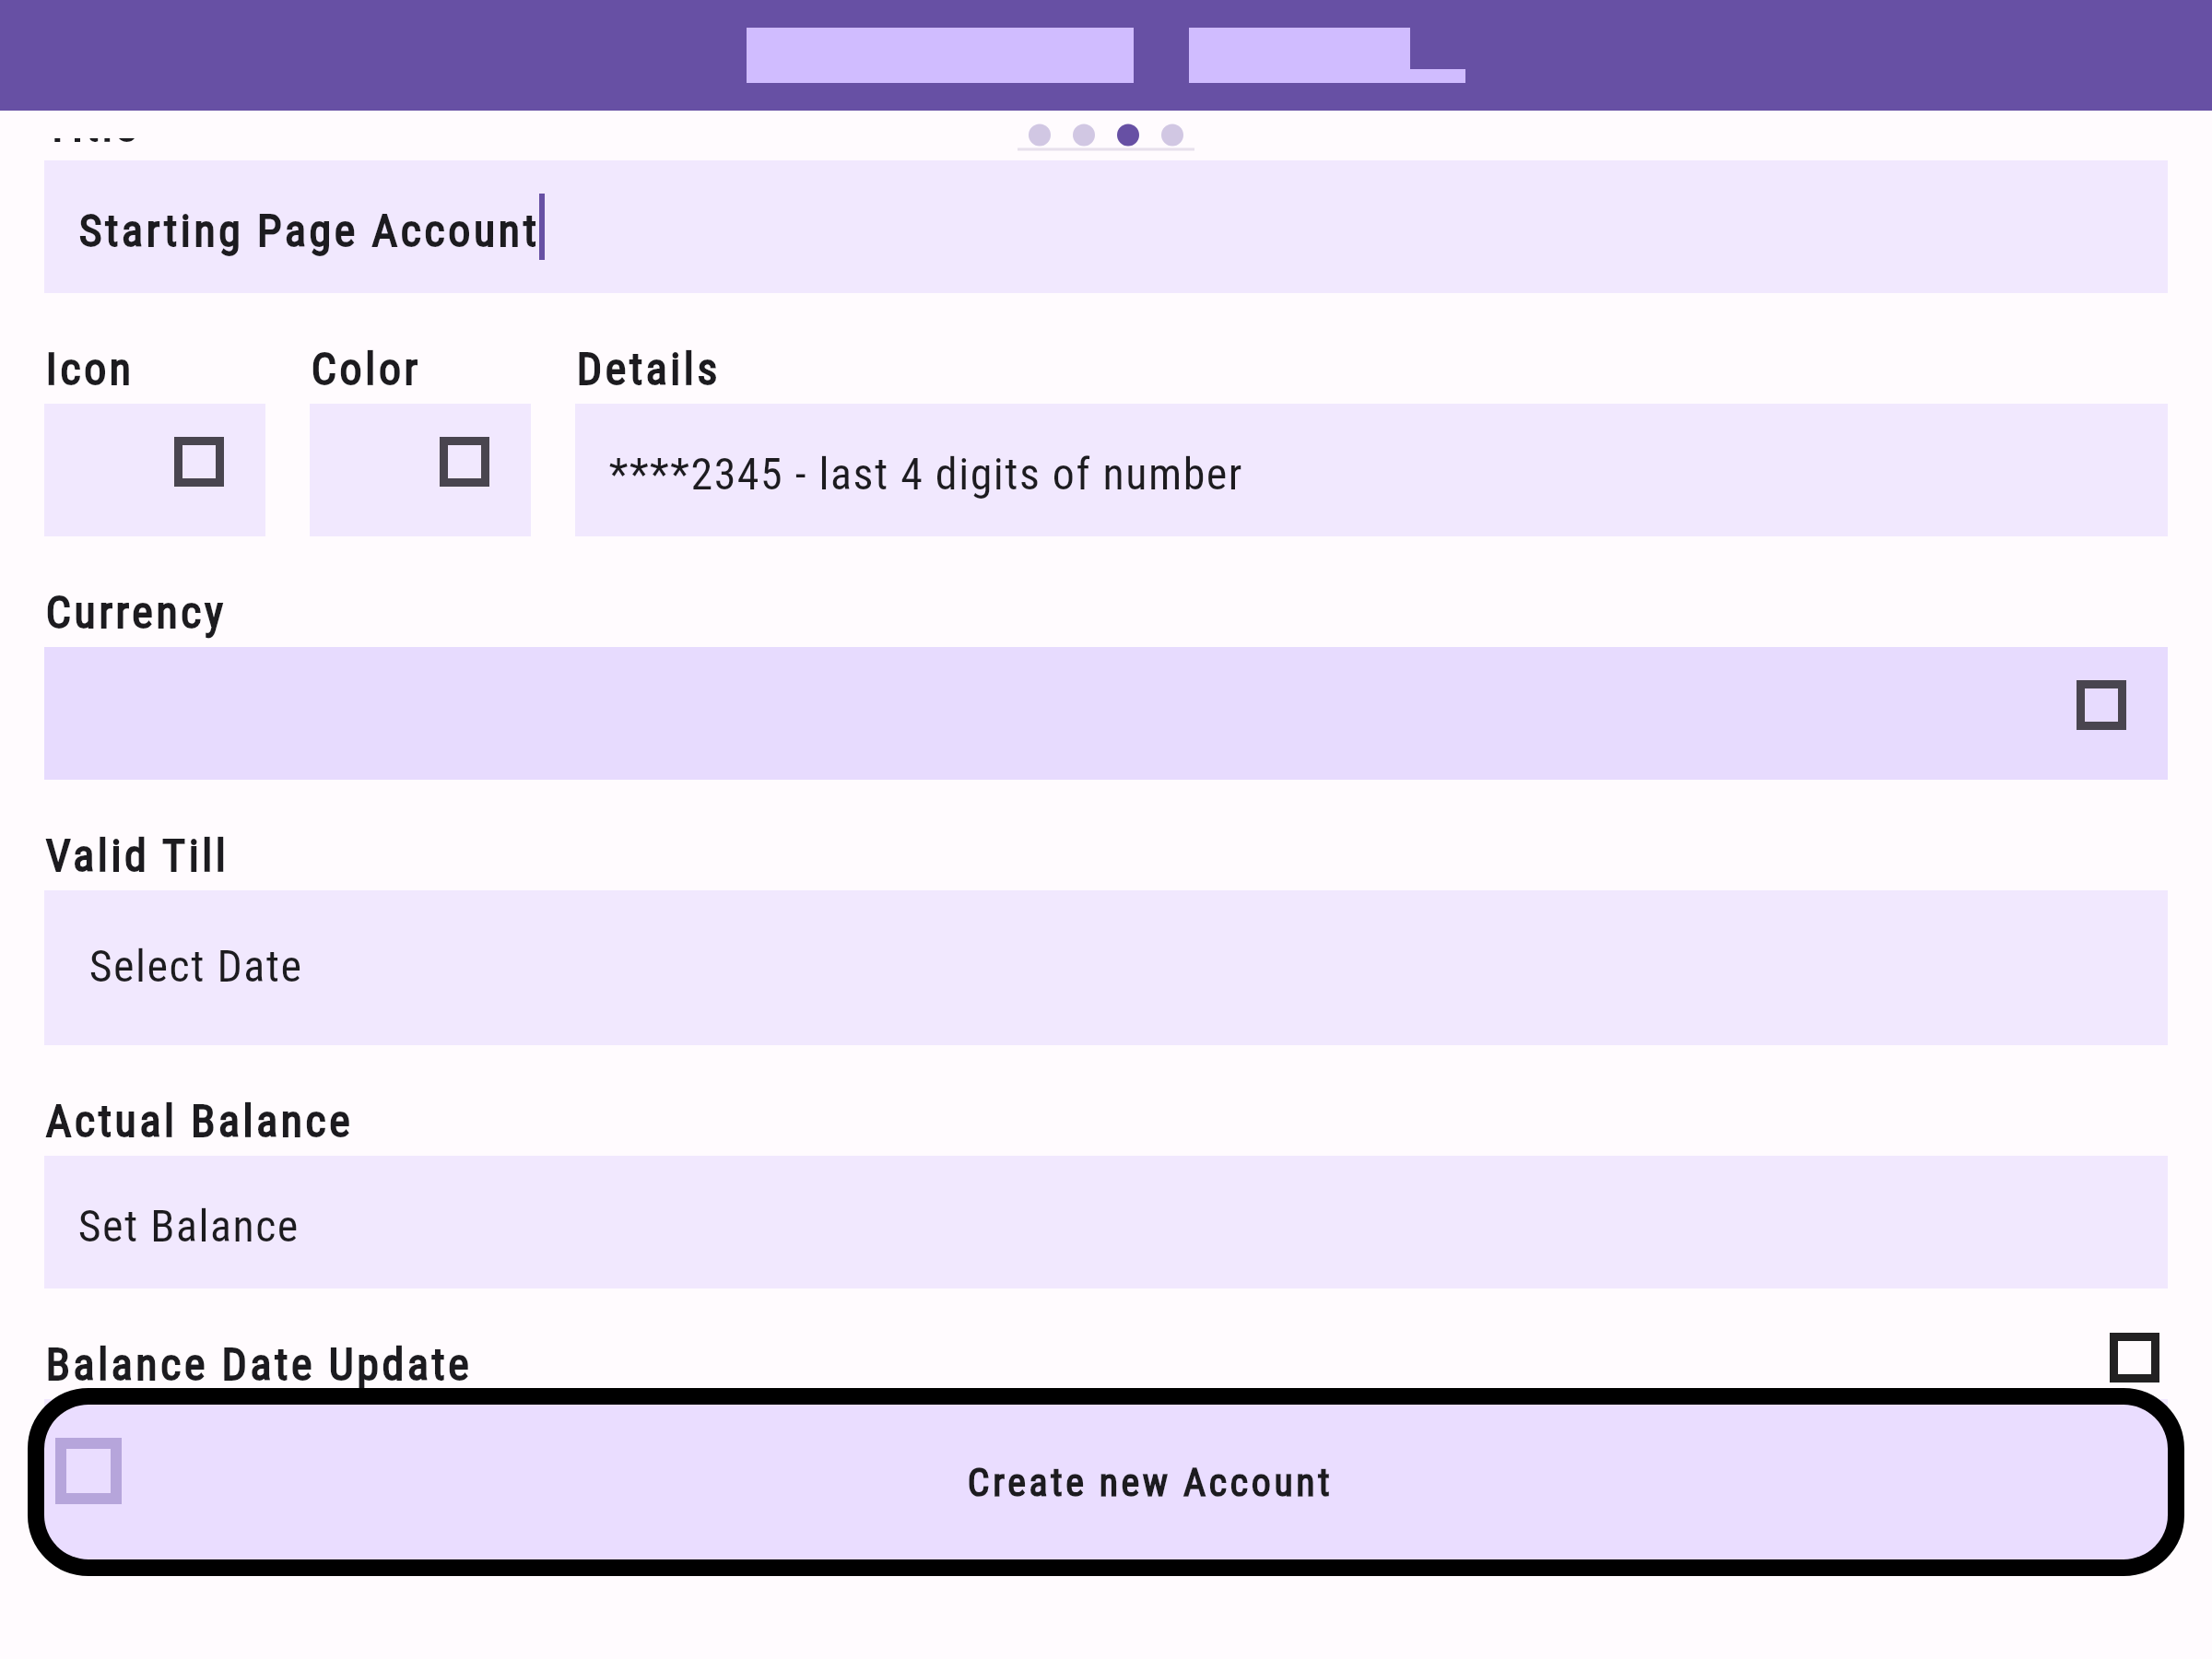 Starting Page Account
Icon Color Details
****2345 - last 4 digits of number
Currency
Valid Till
Select Date
Actual Balance
Set Balance
Balance Date Update
Create new Account